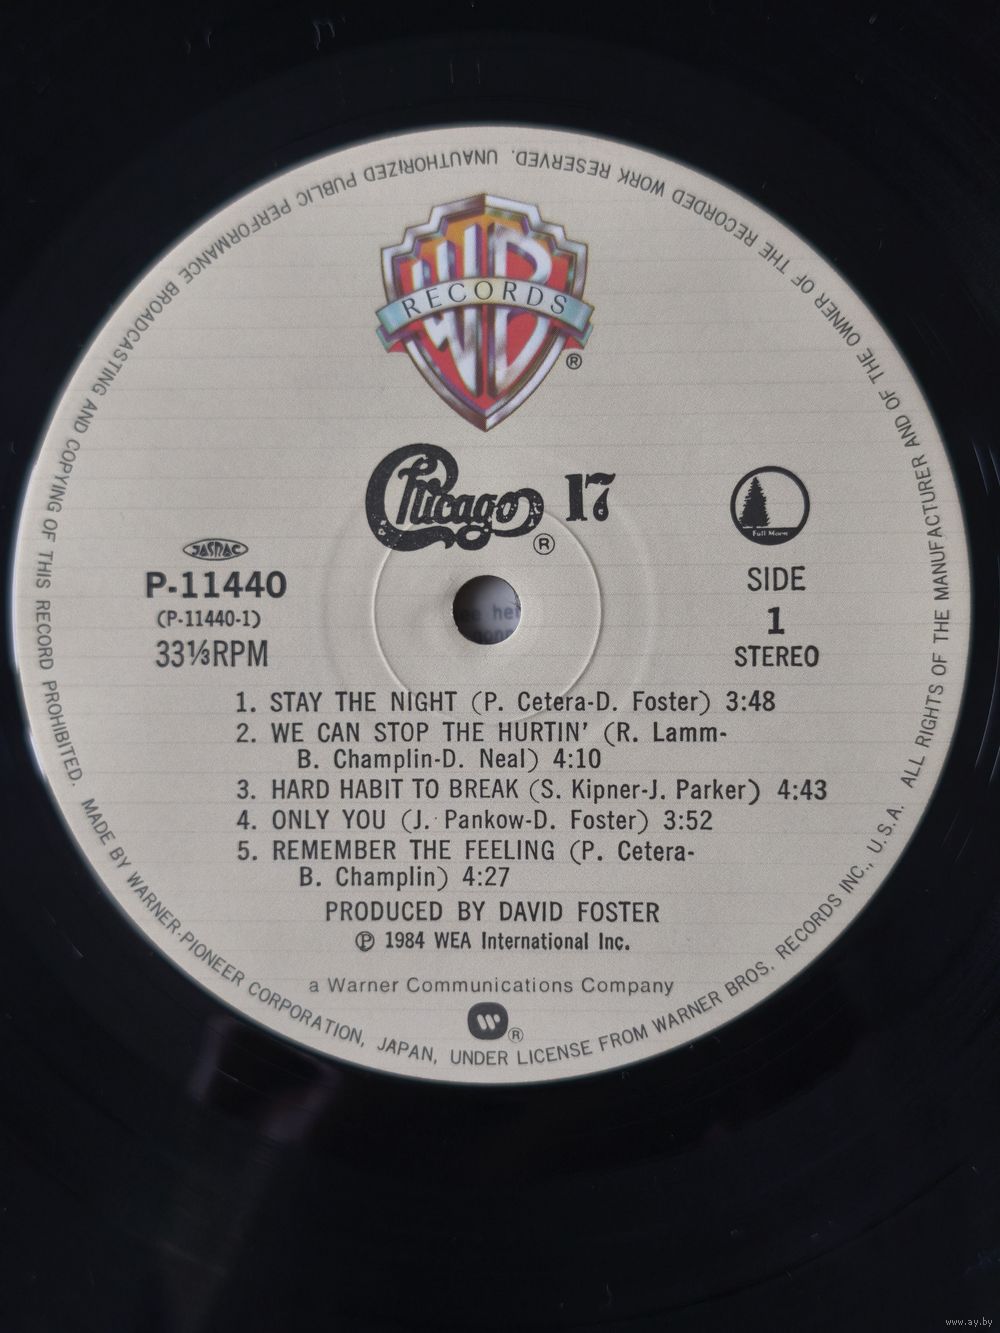 ALL RIGHTS OF THE MANUFACTURER AND OF THE OWNER OF THE RECORDED WORK RESERVED. UNAUTHORIZED PUBLIC PERFORMANCE BROADCASTING AND COPYING OF THIS RECORD PROHIBITED.
WB
RECORDS
®
Chicago 17
®
Full Moon
JASRAC
P-11440
(P-11440-1)
33⅓RPM
SIDE
1
STEREO
1. STAY THE NIGHT (P. Cetera-D. Foster) 3:48
2. WE CAN STOP THE HURTIN' (R. Lamm-
B. Champlin-D. Neal) 4:10
3. HARD HABIT TO BREAK (S. Kipner-J. Parker) 4:43
4. ONLY YOU (J. Pankow-D. Foster) 3:52
5. REMEMBER THE FEELING (P. Cetera-
B. Champlin) 4:27
PRODUCED BY DAVID FOSTER
℗ 1984 WEA International Inc.
a Warner Communications Company
®
MADE BY WARNER-PIONEER CORPORATION, JAPAN, UNDER LICENSE FROM WARNER BROS. RECORDS INC., U.S.A.
www.ay.by